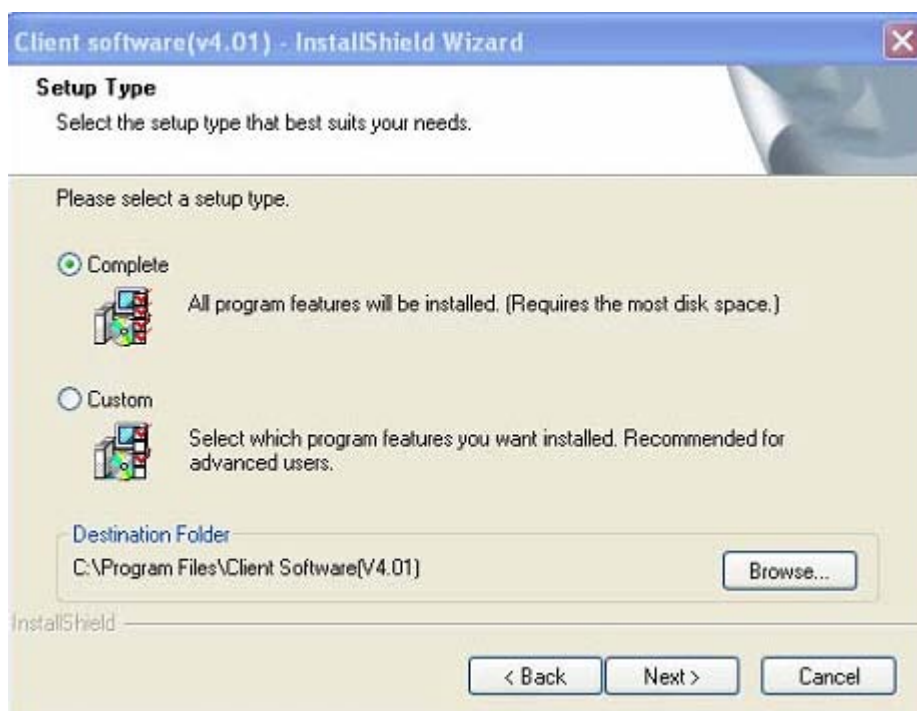 Client software(v4.01) - InstallShield Wizard
Setup Type
Select the setup type that best suits your needs.
Please select a setup type.
Complete
All program features will be installed. (Requires the most disk space.)
Custom
Select which program features you want installed. Recommended for
advanced users.
Destination Folder
C:\Program Files\Client Software(V4.01)
Browse...
InstallShield
< Back
Next >
Cancel